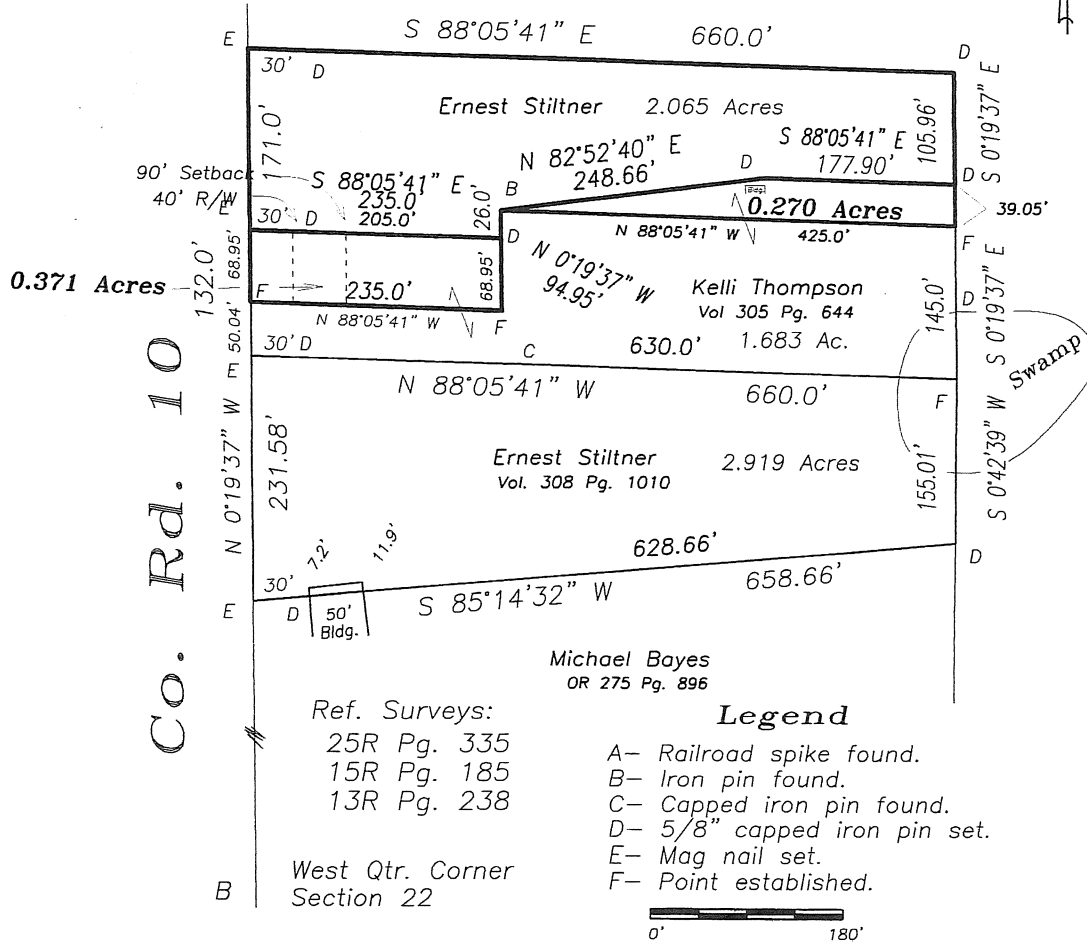 S 88°05'41" E 660.0'
E
D
30' D
Ernest Stiltner 2.065 Acres
105.96'
S 0°19'37" E
171.0'
N 82°52'40" E
248.66'
S 88°05'41" E
177.90'
D
D
90' Setback
40' R/W
E
S 88°05'41" E
235.0'
205.0'
26.0'
B
Bldg.
0.270 Acres
39.05'
30' D
D
N 88°05'41" W 425.0'
F
132.0'
68.95'
0.371 Acres
F
235.0'
68.95'
N 0°19'37" W
94.95'
Kelli Thompson
Vol 305 Pg. 644
1.683 Ac.
145.0'
D
S 0°19'37" E
N 88°05'41" W
F
50.04'
30' D
C
630.0'
E
N 88°05'41" W 660.0'
F
Swamp
Co. Rd. 10
N 0°19'37" W
231.58'
Ernest Stiltner 2.919 Acres
Vol. 308 Pg. 1010
155.01'
S 0°42'39" W
7.2'
11.9'
628.66'
D
30'
E
D
50'
Bldg.
S 85°14'32" W 658.66'
Michael Bayes
OR 275 Pg. 896
Ref. Surveys:
25R Pg. 335
15R Pg. 185
13R Pg. 238
West Qtr. Corner
Section 22
B
Legend
A– Railroad spike found.
B– Iron pin found.
C– Capped iron pin found.
D– 5/8" capped iron pin set.
E– Mag nail set.
F– Point established.
0' 180'